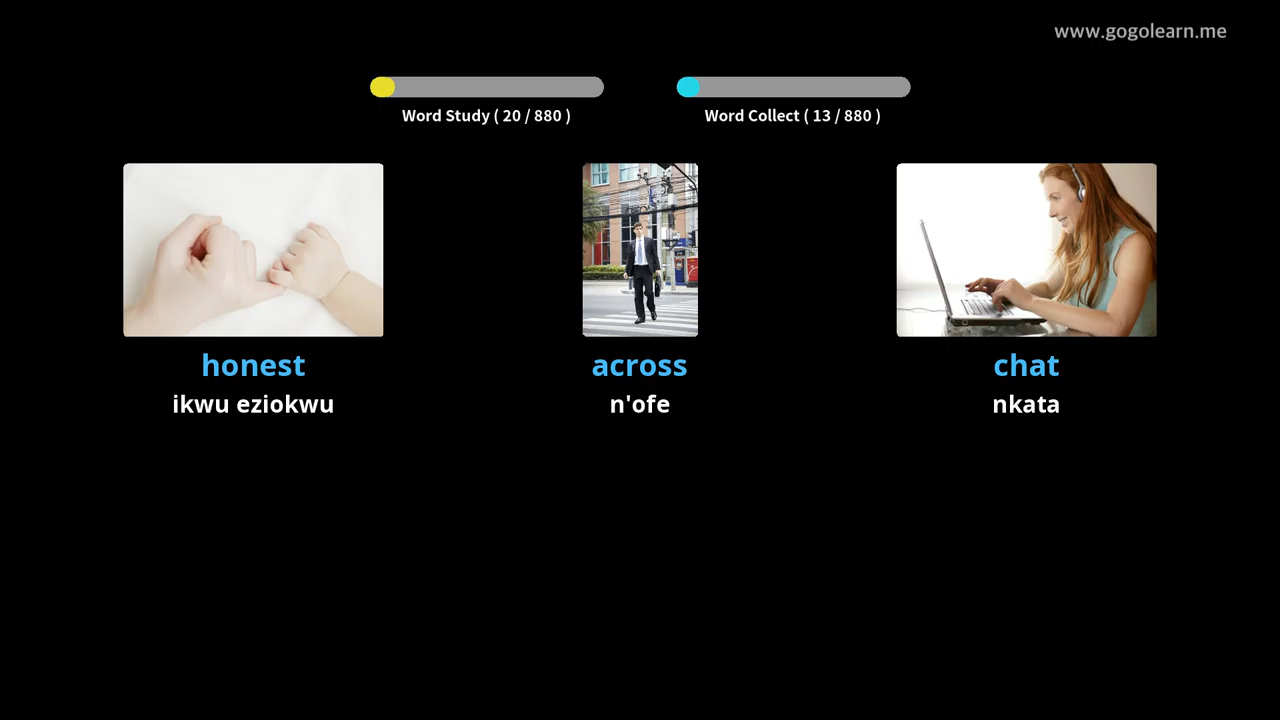 www.gogolearn.me
Word Study ( 20 / 880 )
Word Collect ( 13 / 880 )
honest
across
chat
ikwu eziokwu
n'ofe
nkata